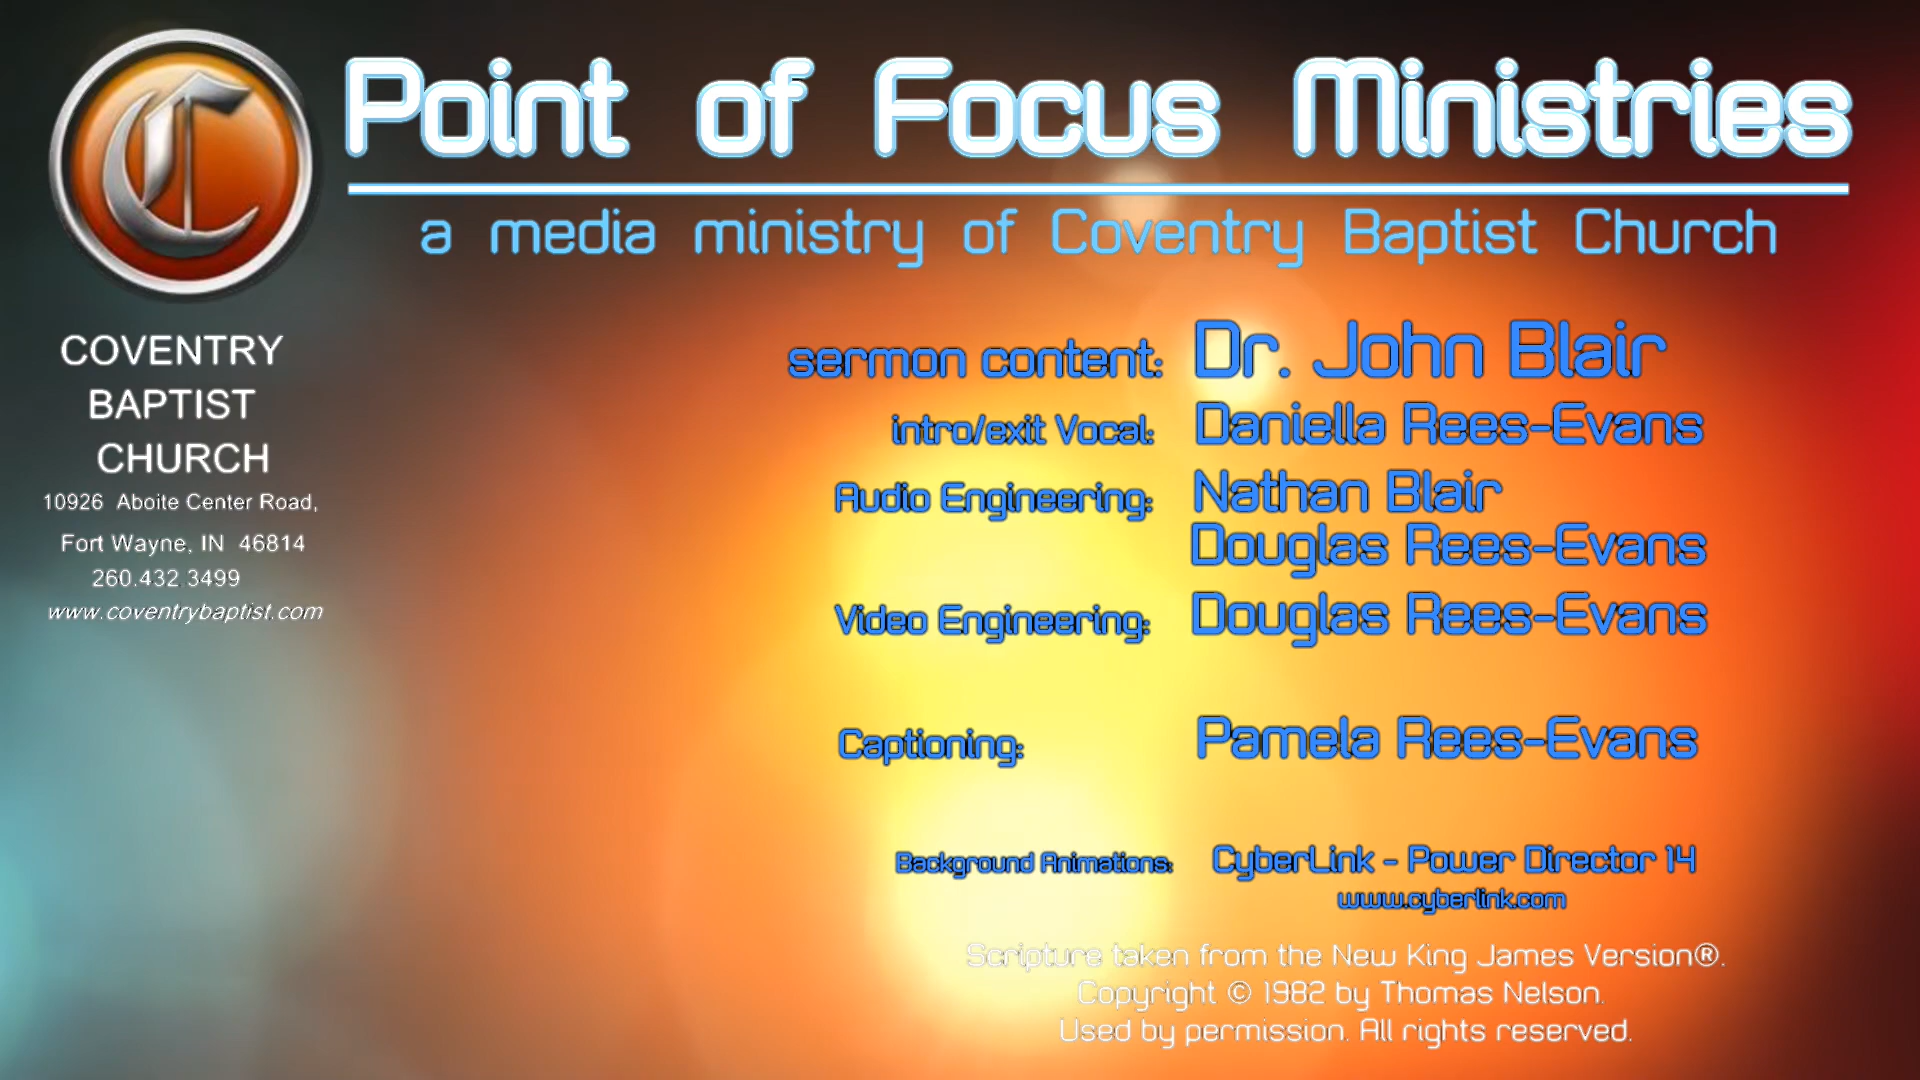 C
Point of Focus Ministries
a media ministry of Coventry Baptist Church
COVENTRY
BAPTIST
CHURCH
10926 Aboite Center Road,
Fort Wayne, IN 46814
260.432.3499
www.coventrybaptist.com
sermon content: Dr. John Blair
intro/exit Vocal: Daniella Rees-Evans
Audio Engineering: Nathan Blair
Douglas Rees-Evans
Video Engineering: Douglas Rees-Evans
Captioning: Pamela Rees-Evans
Background Animations: CyberLink - Power Director 14
www.cyberlink.com
Scripture taken from the New King James Version®.
Copyright © 1982 by Thomas Nelson.
Used by permission. All rights reserved.